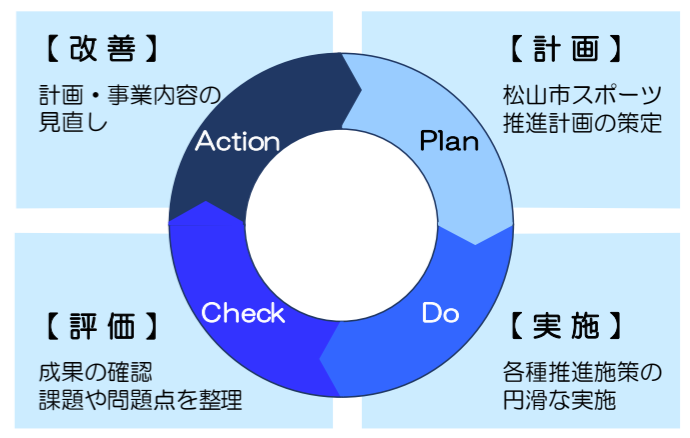 【改善】
計画・事業内容の
見直し
Action
【計画】
松山市スポーツ
推進計画の策定
Plan
【評価】
成果の確認
課題や問題点を整理
Check
【実施】
各種推進施策の
円滑な実施
Do